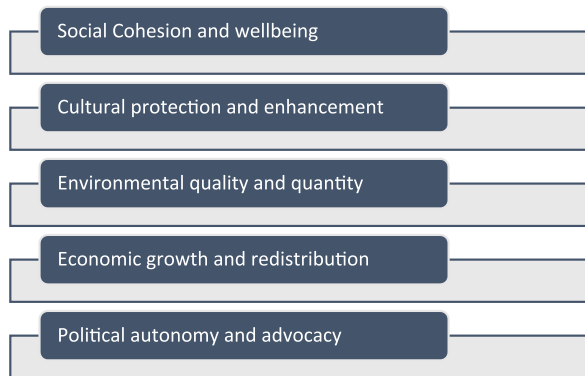 Social Cohesion and wellbeing
Cultural protection and enhancement
Environmental quality and quantity
Economic growth and redistribution
Political autonomy and advocacy